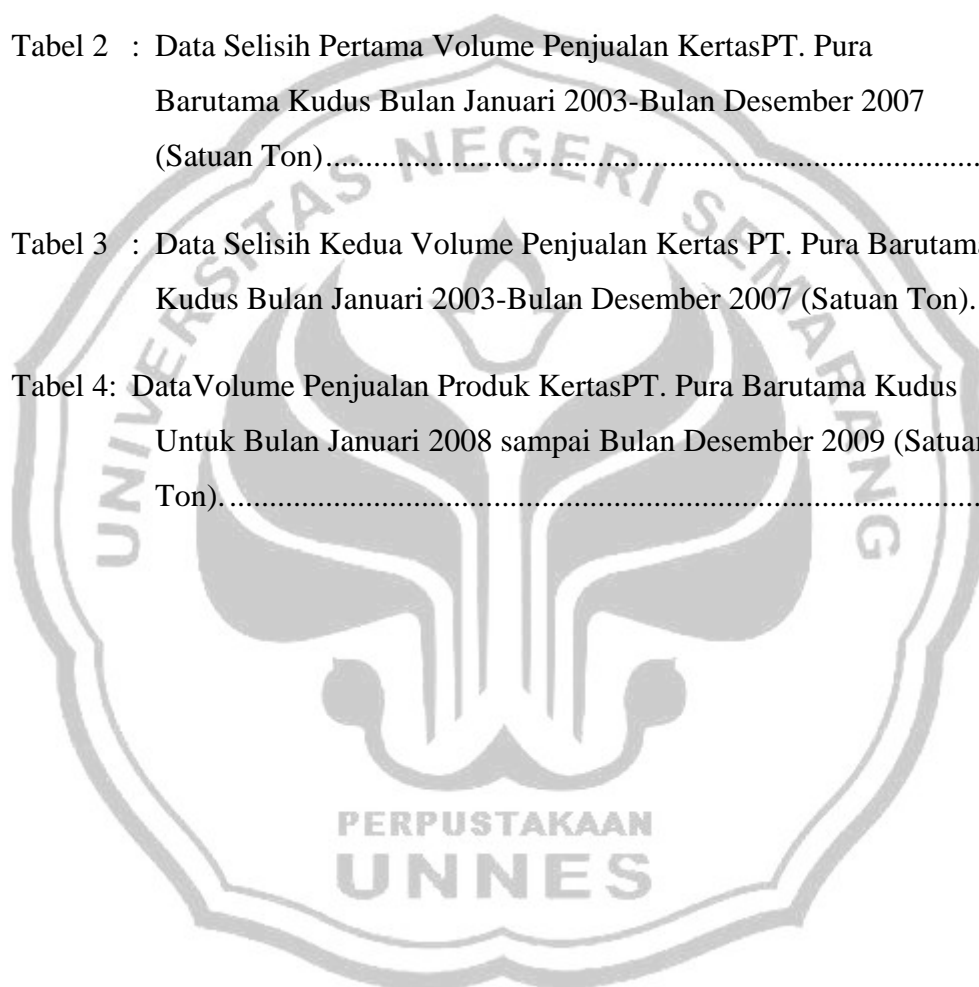 Tabel 2 : Data Selisih Pertama Volume Penjualan KertasPT. Pura
Barutama Kudus Bulan Januari 2003-Bulan Desember 2007
(Satuan Ton)................................................................................
Tabel 3 : Data Selisih Kedua Volume Penjualan Kertas PT. Pura Barutama
Kudus Bulan Januari 2003-Bulan Desember 2007 (Satuan Ton).
Tabel 4: DataVolume Penjualan Produk KertasPT. Pura Barutama Kudus
Untuk Bulan Januari 2008 sampai Bulan Desember 2009 (Satuan
Ton). .............................................................................................
UNIVERSITAS NEGERI SEMARANG
PERPUSTAKAAN
UNNES